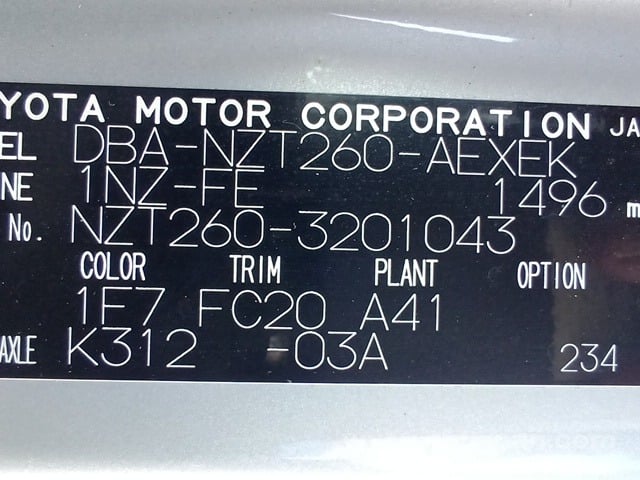 OYOTA MOTOR CORPORATION JA
EL DBA-NZT260-AEXEK
NE 1NZ-FE 1496 m
No. NZT260-3201043
COLOR TRIM PLANT OPTION
1F7 FC20 A41
AXLE K312 -03A 234